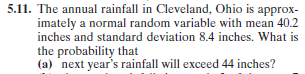 5.11. The annual rainfall in Cleveland, Ohio is approx-
imately a normal random variable with mean 40.2
inches and standard deviation 8.4 inches. What is
the probability that
(a) next year's rainfall will exceed 44 inches?